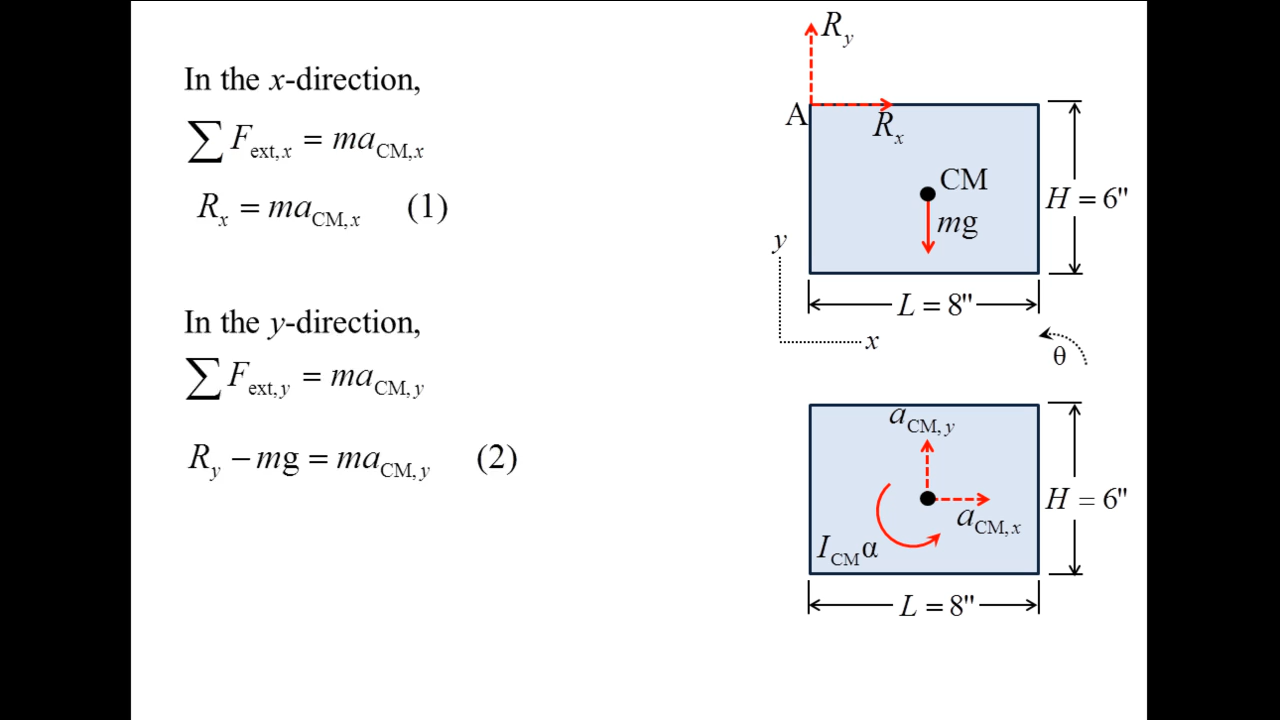 In the x-direction,
∑ F_ext,x = ma_CM,x
R_x = ma_CM,x (1)
In the y-direction,
∑ F_ext,y = ma_CM,y
R_y − mg = ma_CM,y (2)
R_y
A
R_x
CM
mg
H = 6"
y
L = 8"
x
θ
a_CM,y
a_CM,x
H = 6"
I_CM α
L = 8"